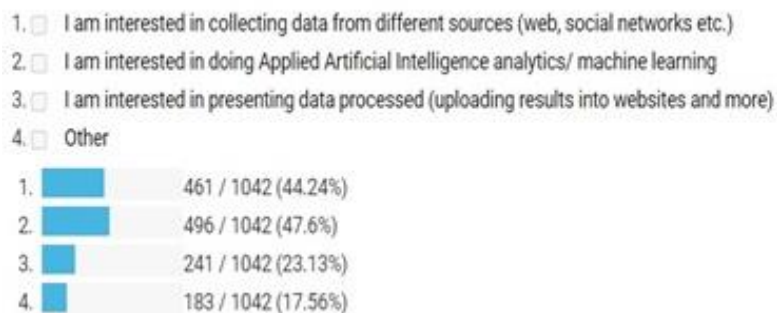 1. I am interested in collecting data from different sources (web, social networks etc.)
2. I am interested in doing Applied Artificial Intelligence analytics/ machine learning
3. I am interested in presenting data processed (uploading results into websites and more)
4. Other
1. 461 / 1042 (44.24%)
2. 496 / 1042 (47.6%)
3. 241 / 1042 (23.13%)
4. 183 / 1042 (17.56%)